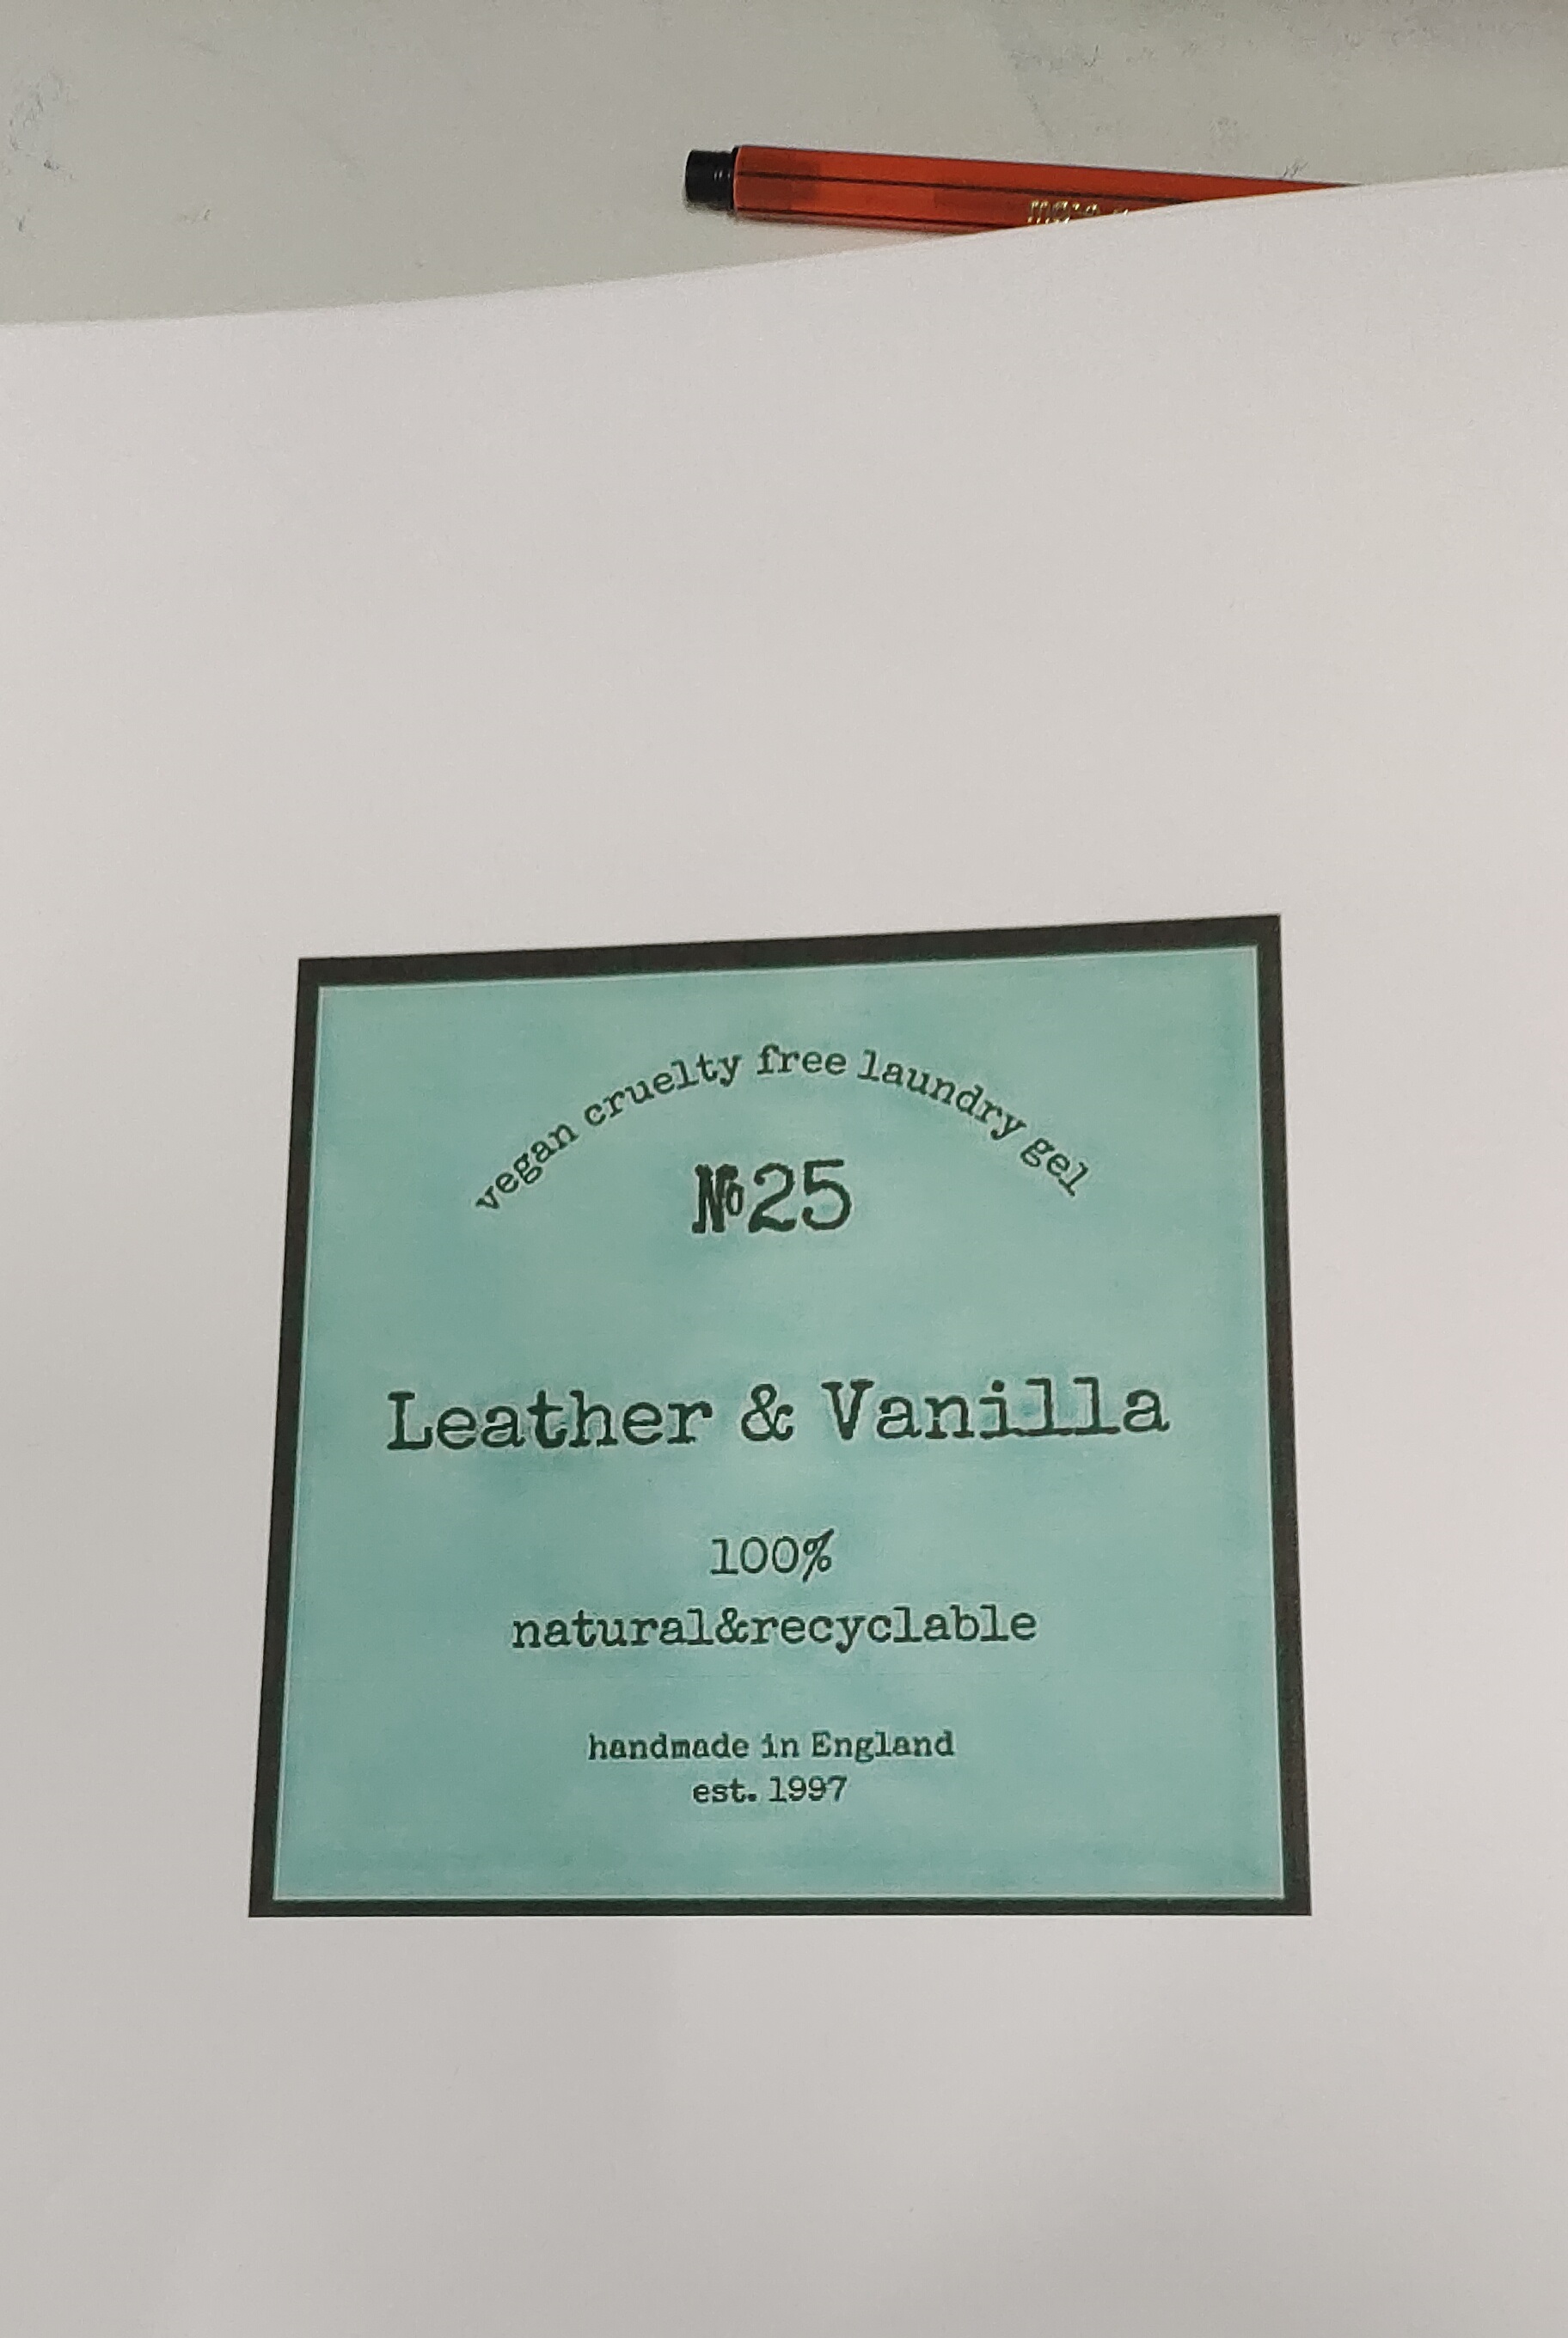 vegan cruelty free laundry gel
№25
Leather & Vanilla
100%
natural&recyclable
handmade in England
est. 1997